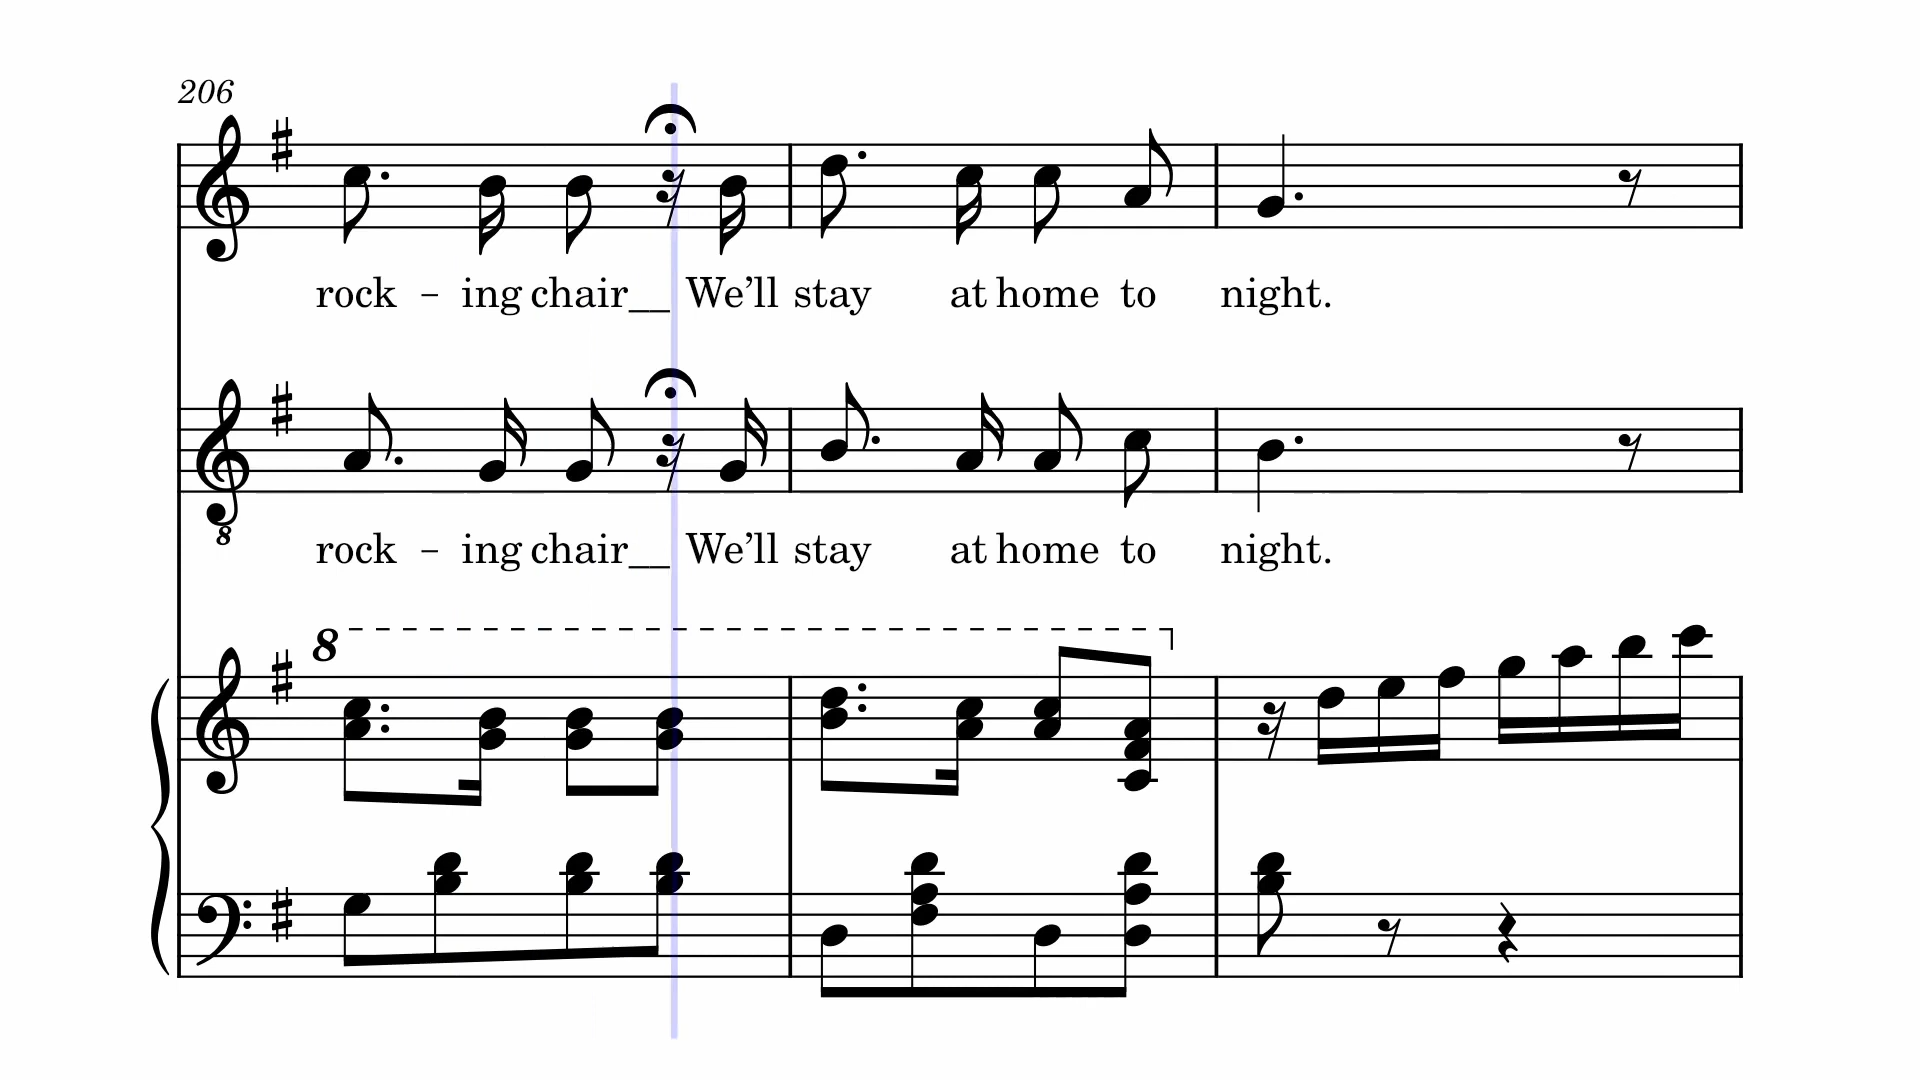 206
rock - ing chair__ We’ll stay at home to night.
8
rock - ing chair__ We’ll stay at home to night.
8